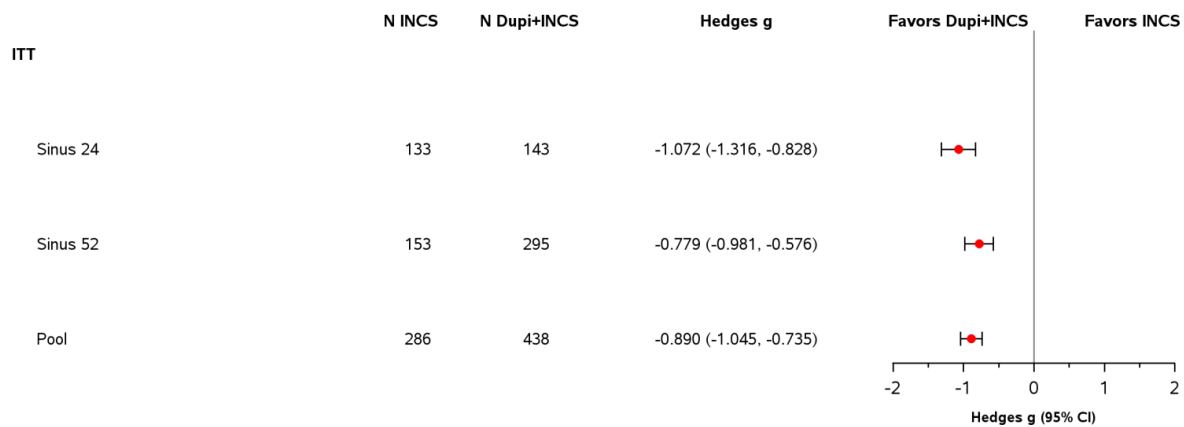 N INCS N Dupi+INCS Hedges g Favors Dupi+INCS Favors INCS
ITT
Sinus 24 133 143 -1.072 (-1.316, -0.828)
Sinus 52 153 295 -0.779 (-0.981, -0.576)
Pool 286 438 -0.890 (-1.045, -0.735)
-2 -1 0 1 2
Hedges g (95% CI)